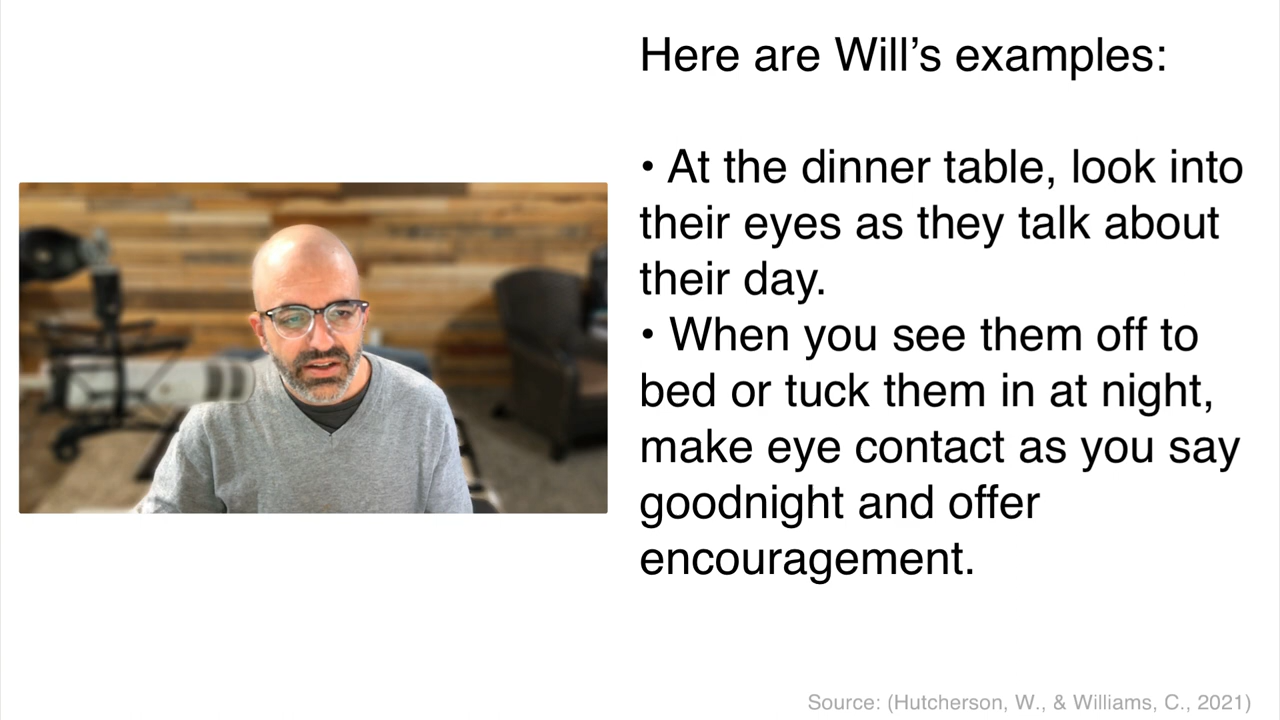 Here are Will’s examples:
• At the dinner table, look into
their eyes as they talk about
their day.
• When you see them off to
bed or tuck them in at night,
make eye contact as you say
goodnight and offer
encouragement.
Source: (Hutcherson, W., & Williams, C., 2021)